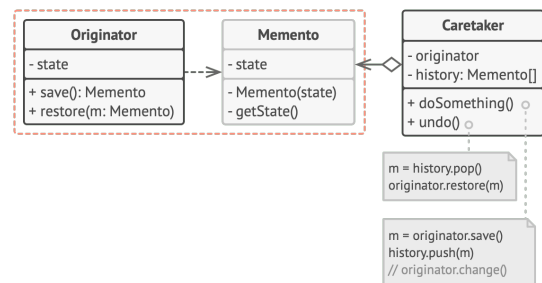 Originator
- state
+ save(): Memento
+ restore(m: Memento)
Memento
- state
- Memento(state)
- getState()
Caretaker
- originator
- history: Memento[]
+ doSomething()
+ undo()
m = history.pop()
originator.restore(m)
m = originator.save()
history.push(m)
// originator.change()